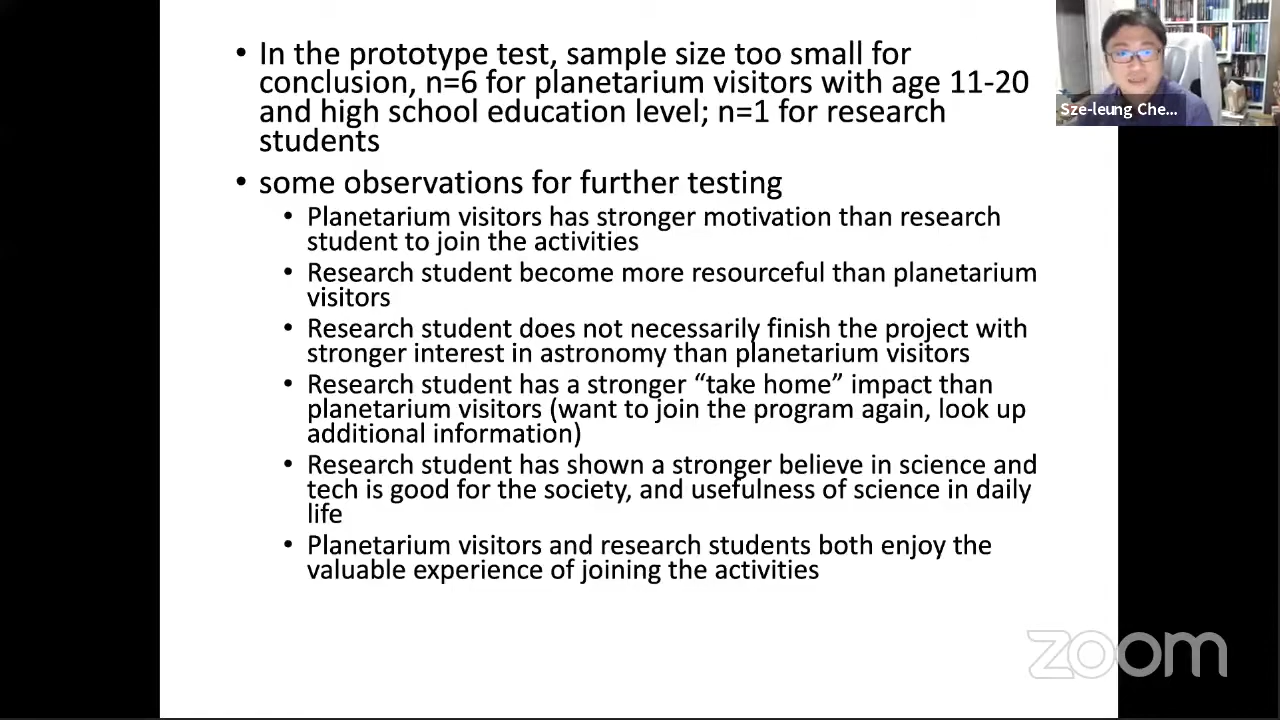 • In the prototype test, sample size too small for
conclusion, n=6 for planetarium visitors with age 11-20
and high school education level; n=1 for research
students
• some observations for further testing
• Planetarium visitors has stronger motivation than research
student to join the activities
• Research student become more resourceful than planetarium
visitors
• Research student does not necessarily finish the project with
stronger interest in astronomy than planetarium visitors
• Research student has a stronger “take home” impact than
planetarium visitors (want to join the program again, look up
additional information)
• Research student has shown a stronger believe in science and
tech is good for the society, and usefulness of science in daily
life
• Planetarium visitors and research students both enjoy the
valuable experience of joining the activities
Sze-leung Che...
zoom